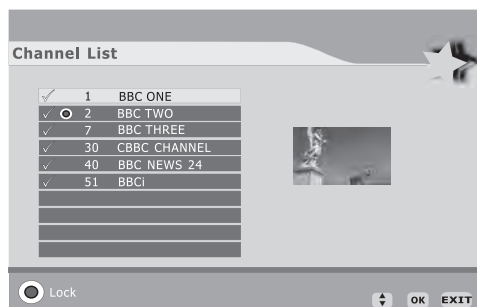 Channel List
1 BBC ONE
2 BBC TWO
7 BBC THREE
30 CBBC CHANNEL
40 BBC NEWS 24
51 BBCi
Lock
OK EXIT